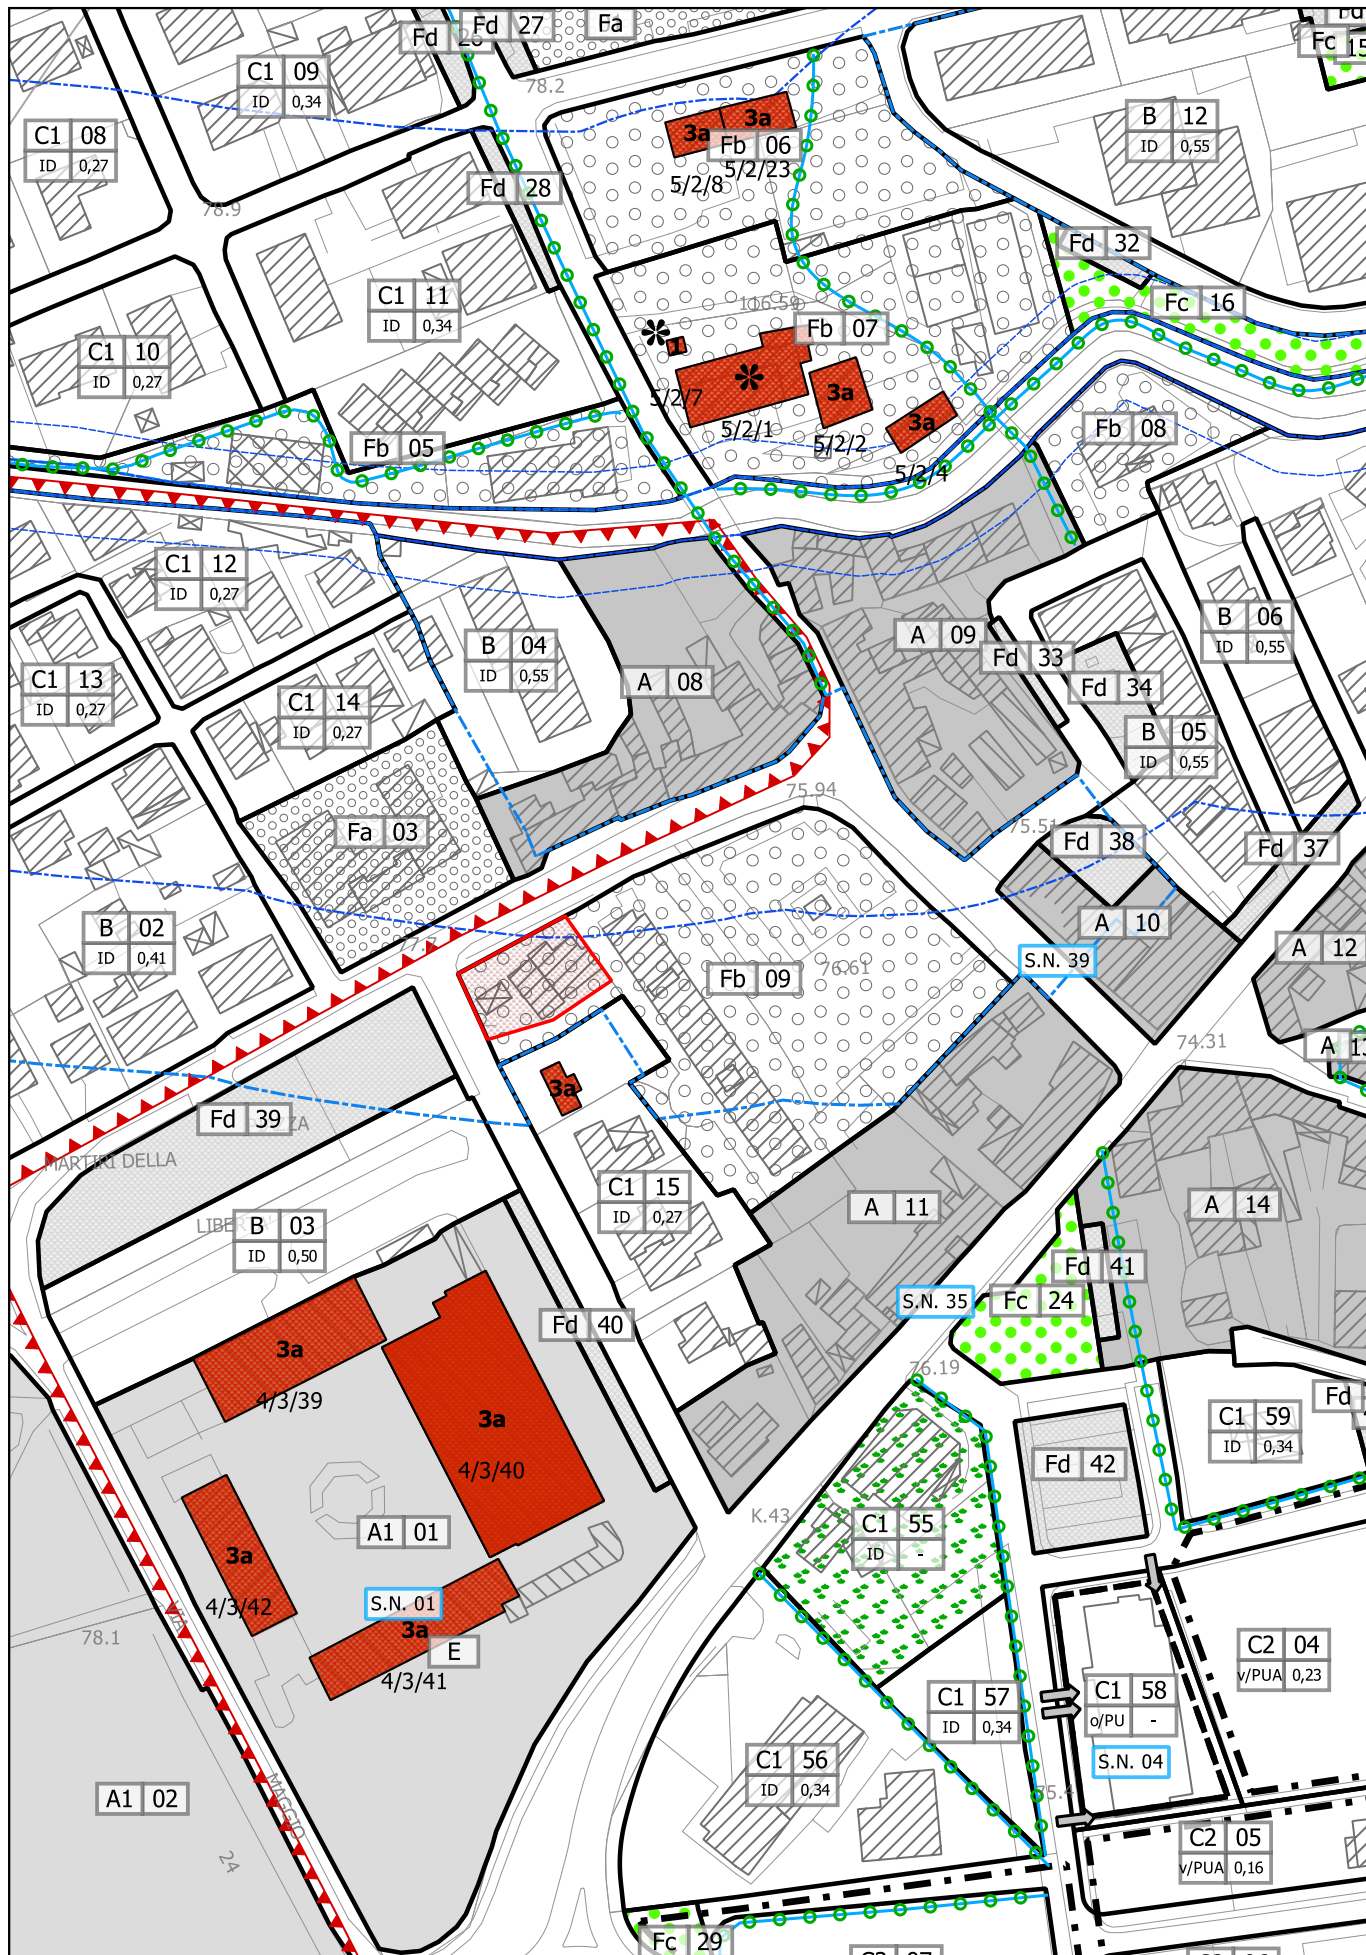 Fd 27
Fa
Fd
Fc 15
C1 09
ID 0,34
78.2
C1 08
ID 0,27
B 12
ID 0,55
3a
3a
Fb 06
5/2/23
5/2/8
Fd 28
78.9
Fd 32
C1 11
ID 0,34
116.59
Fc 16
Fb 07
1
C1 10
ID 0,27
3a
5/2/7
5/2/1
3a
5/2/2
5/2/4
Fb 05
Fb 08
C1 12
ID 0,27
B 04
ID 0,55
A 09
B 06
ID 0,55
Fd 33
A 08
C1 13
ID 0,27
Fd 34
C1 14
ID 0,27
B 05
ID 0,55
75.94
75.51
Fa 03
Fd 38
Fd 37
B 02
ID 0,41
A 10
A 12
S.N. 39
Fb 09
76.61
74.31
A 13
3a
Fd 39
MARTIRI DELLA
C1 15
ID 0,27
A 11
A 14
B 03
ID 0,50
Fd 41
S.N. 35
Fc 24
Fd 40
3a
4/3/39
76.19
Fd
3a
4/3/40
C1 59
ID 0,34
Fd 42
K.43
C1 55
ID -
A1 01
3a
4/3/42
S.N. 01
3a
E
4/3/41
VIA
78.1
C2 04
v/PUA 0,23
C1 57
ID 0,34
C1 58
o/PU -
S.N. 04
C1 56
ID 0,34
75.4
A1 02
MAGGIO
24
C2 05
v/PUA 0,16
Fc 29